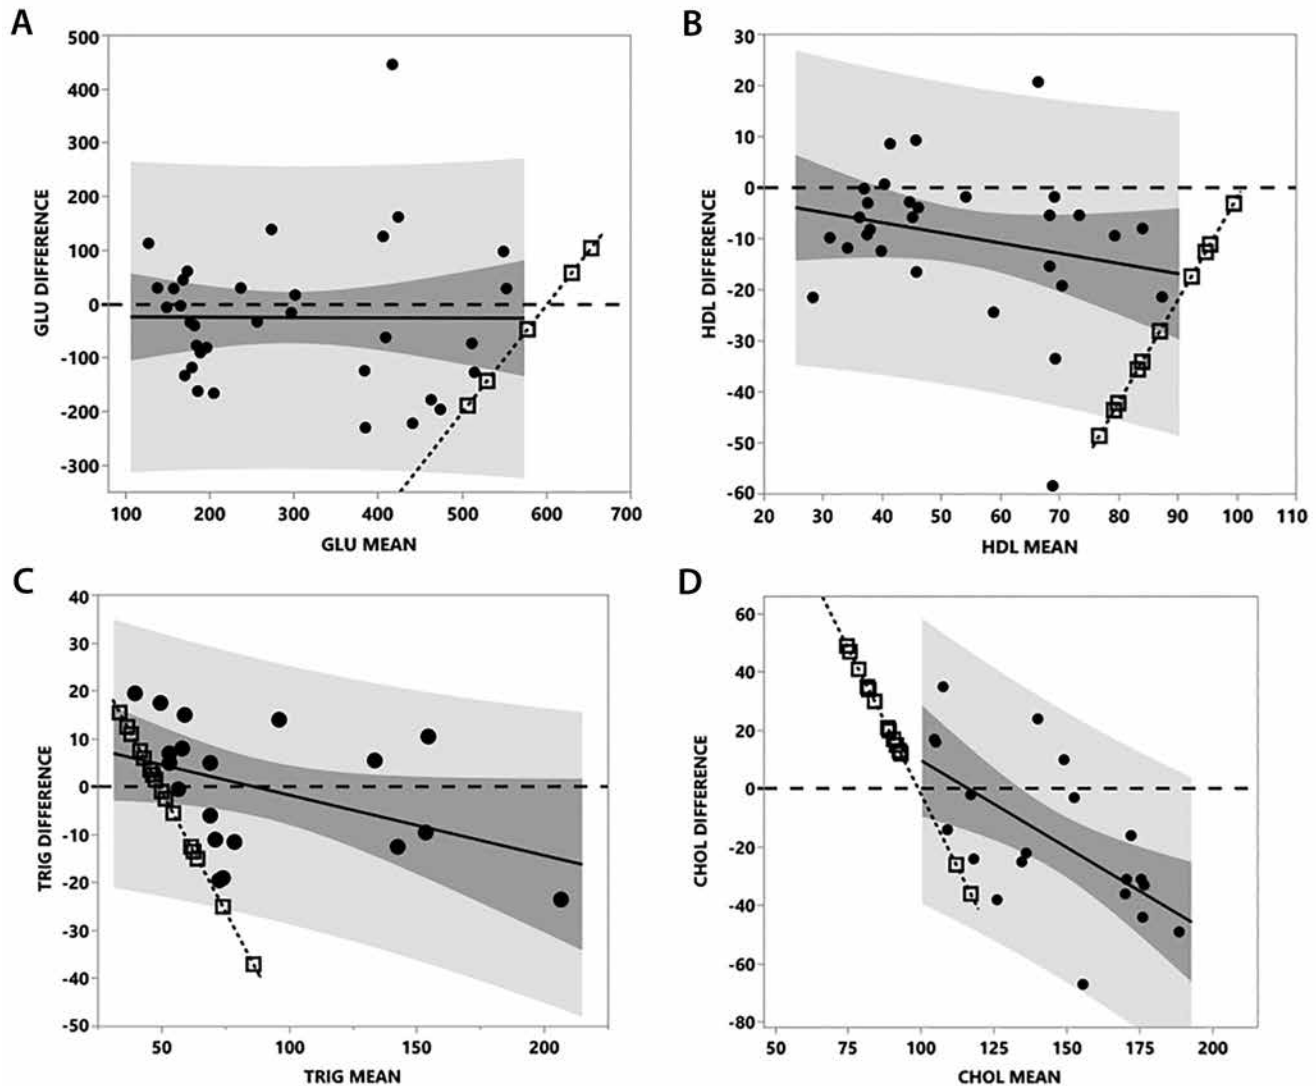 A
500
400
300
200
100
0
-100
-200
-300
GLU DIFFERENCE
100 200 300 400 500 600 700
GLU MEAN
B
30
20
10
0
-10
-20
-30
-40
-50
-60
HDL DIFFERENCE
20 30 40 50 60 70 80 90 100 110
HDL MEAN
C
40
30
20
10
0
-10
-20
-30
-40
-50
TRIG DIFFERENCE
50 100 150 200
TRIG MEAN
D
60
40
20
0
-20
-40
-60
-80
CHOL DIFFERENCE
50 75 100 125 150 175 200
CHOL MEAN